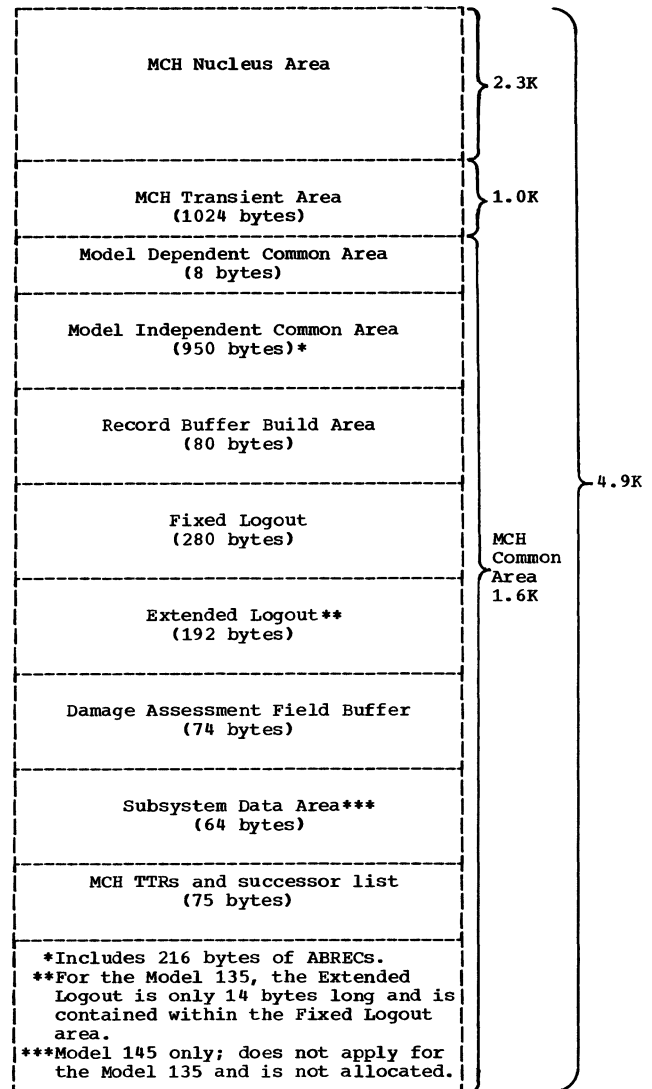 MCH Nucleus Area
2.3K
MCH Transient Area
(1024 bytes)
1.0K
Model Dependent Common Area
(8 bytes)
Model Independent Common Area
(950 bytes)*
Record Buffer Build Area
(80 bytes)
4.9K
Fixed Logout
(280 bytes)
MCH
Common
Area
1.6K
Extended Logout**
(192 bytes)
Damage Assessment Field Buffer
(74 bytes)
Subsystem Data Area***
(64 bytes)
MCH TTRs and successor list
(75 bytes)
*Includes 216 bytes of ABRECs.
**For the Model 135, the Extended
Logout is only 14 bytes long and is
contained within the Fixed Logout
area.
***Model 145 only; does not apply for
the Model 135 and is not allocated.